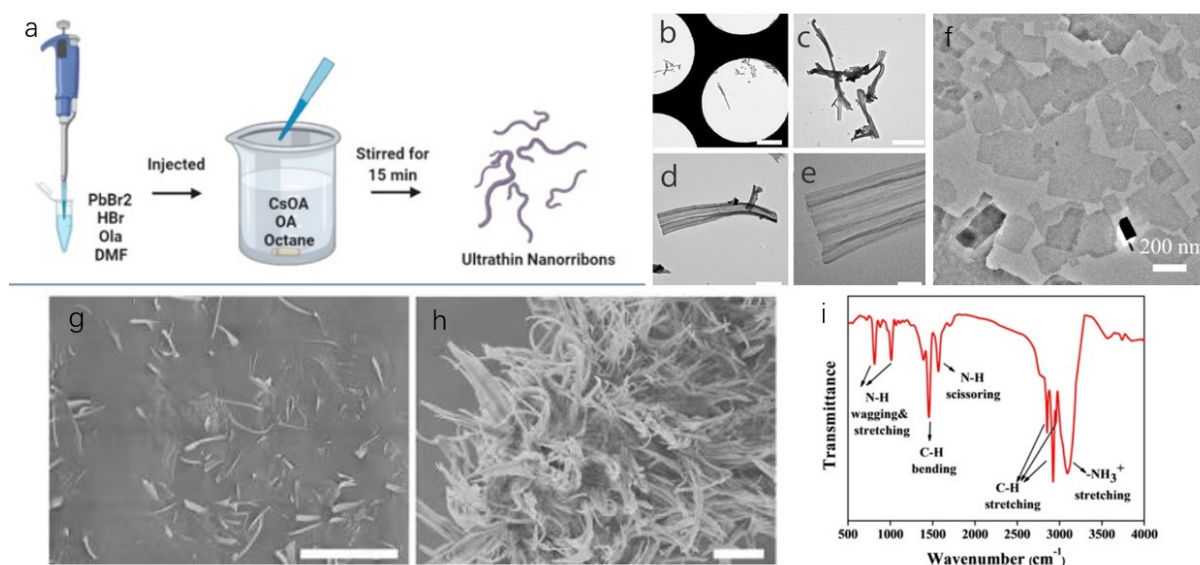 a
PbBr2
HBr
Ola
DMF
Injected
CsOA
OA
Octane
Stirred for
15 min
Ultrathin Nanorribons
b
c
d
e
f
200 nm
g
h
i
Transmittance
N-H
wagging&
stretching
C-H
bending
N-H
scissoring
C-H
stretching
-NH3+
stretching
500 1000 1500 2000 2500 3000 3500 4000
Wavenumber (cm-1)